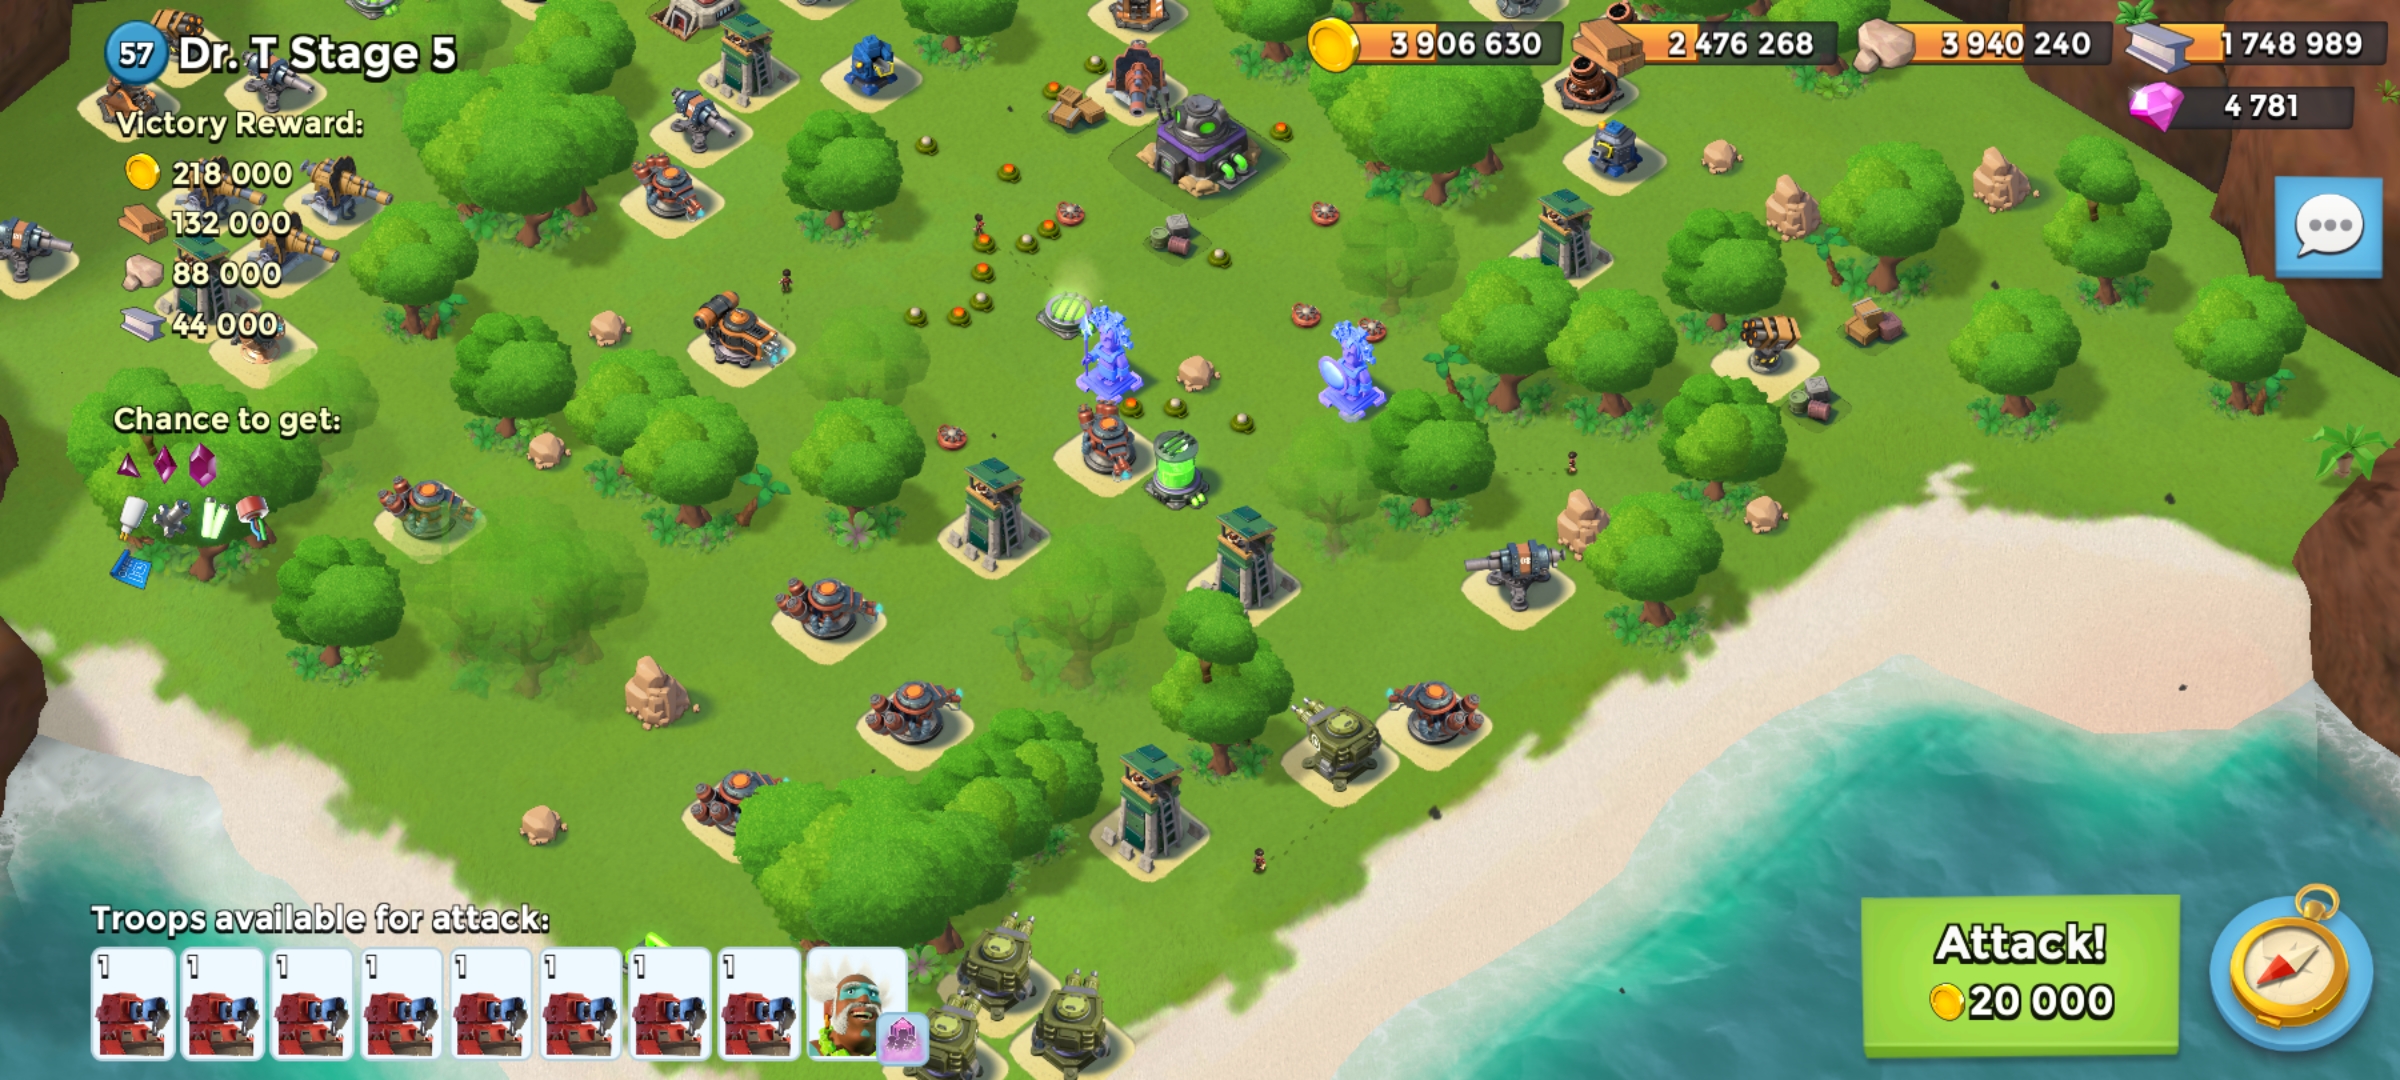 57 Dr. T Stage 5
3 906 630
2 476 268
3 940 240
1 748 989
4 781
Victory Reward:
218 000
132 000
88 000
44 000
Chance to get:
Troops available for attack:
1 1 1 1 1 1 1 1
Attack!
20 000